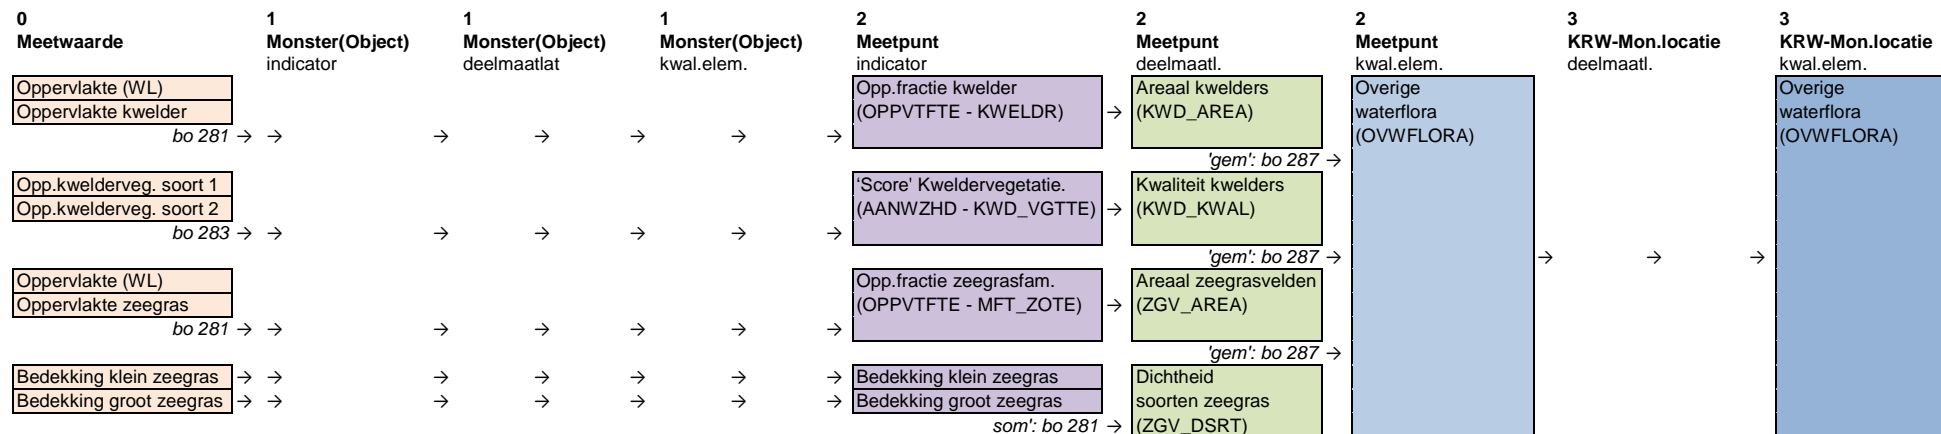 0 1 1 1 2 2 2 3 3
Meetwaarde Monster(Object) Monster(Object) Monster(Object) Meetpunt Meetpunt Meetpunt KRW-Mon.locatie KRW-Mon.locatie
indicator deelmaatlat kwal.elem. indicator deelmaatl. kwal.elem. deelmaatl. kwal.elem.
Oppervlakte (WL) Opp.fractie kwelder Areaal kwelders Overige Overige
Oppervlakte kwelder (OPPVTFTE - KWELDR) → (KWD_AREA) waterflora waterflora
bo 281 → → → → → → → (OVWFLORA) (OVWFLORA)
'gem': bo 287 →
Opp.kwelderveg. soort 1 ‘Score’ Kweldervegetatie. Kwaliteit kwelders
Opp.kwelderveg. soort 2 (AANWZHD - KWD_VGTTE) → (KWD_KWAL)
bo 283 → → → → → → →
'gem': bo 287 → → → →
Oppervlakte (WL) Opp.fractie zeegrasfam. Areaal zeegrasvelden
Oppervlakte zeegras (OPPVTFTE - MFT_ZOTE) → (ZGV_AREA)
bo 281 → → → → → → →
'gem': bo 287 →
Bedekking klein zeegras → → → → → → → Bedekking klein zeegras Dichtheid
Bedekking groot zeegras → → → → → → → Bedekking groot zeegras soorten zeegras
som': bo 281 → (ZGV_DSRT)